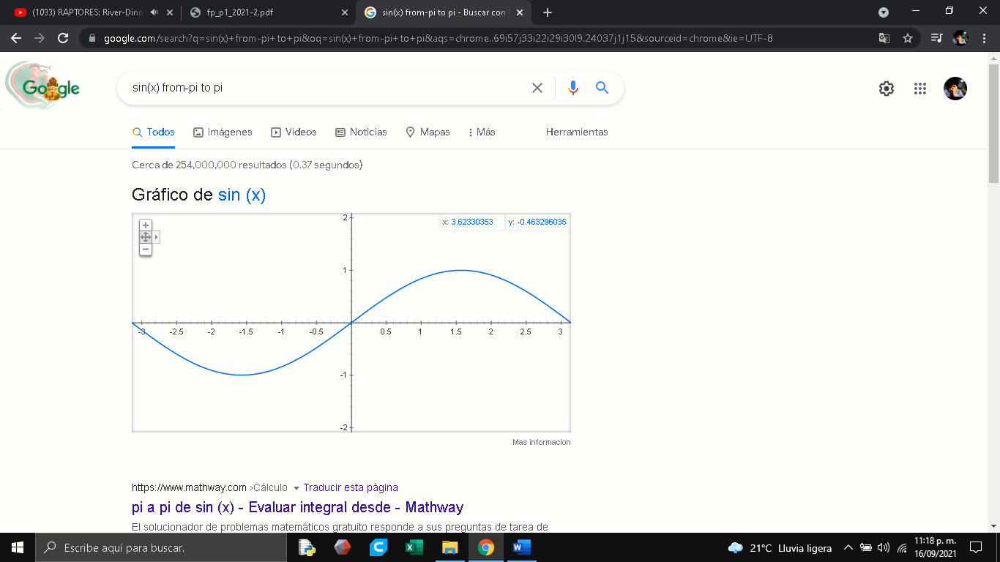 (1033) RAPTORES: River-Dino
fp_p1_2021-2.pdf
sin(x) from-pi to pi - Buscar con
google.com/search?q=sin(x)+from-pi+to+pi&oq=sin(x)+from-pi+to+pi&aqs=chrome..69i57j33i22i29i30l9.24037j1j15&sourceid=chrome&ie=UTF-8
Google
sin(x) from-pi to pi
Todos Imágenes Videos Noticias Mapas Más Herramientas
Cerca de 254,000,000 resultados (0.37 segundos)
Gráfico de sin (x)
x: 3.62330353 y: -0.463296035
2
1
-3 -2.5 -2 -1.5 -1 -0.5 0.5 1 1.5 2 2.5 3
-1
-2
Mas informacion
https://www.mathway.com ›Cálculo Traducir esta página
pi a pi de sin (x) - Evaluar integral desde - Mathway
El solucionador de problemas matemáticos gratuito responde a sus preguntas de tarea de
Escribe aquí para buscar.
21°C Lluvia ligera
11:18 p. m.
16/09/2021